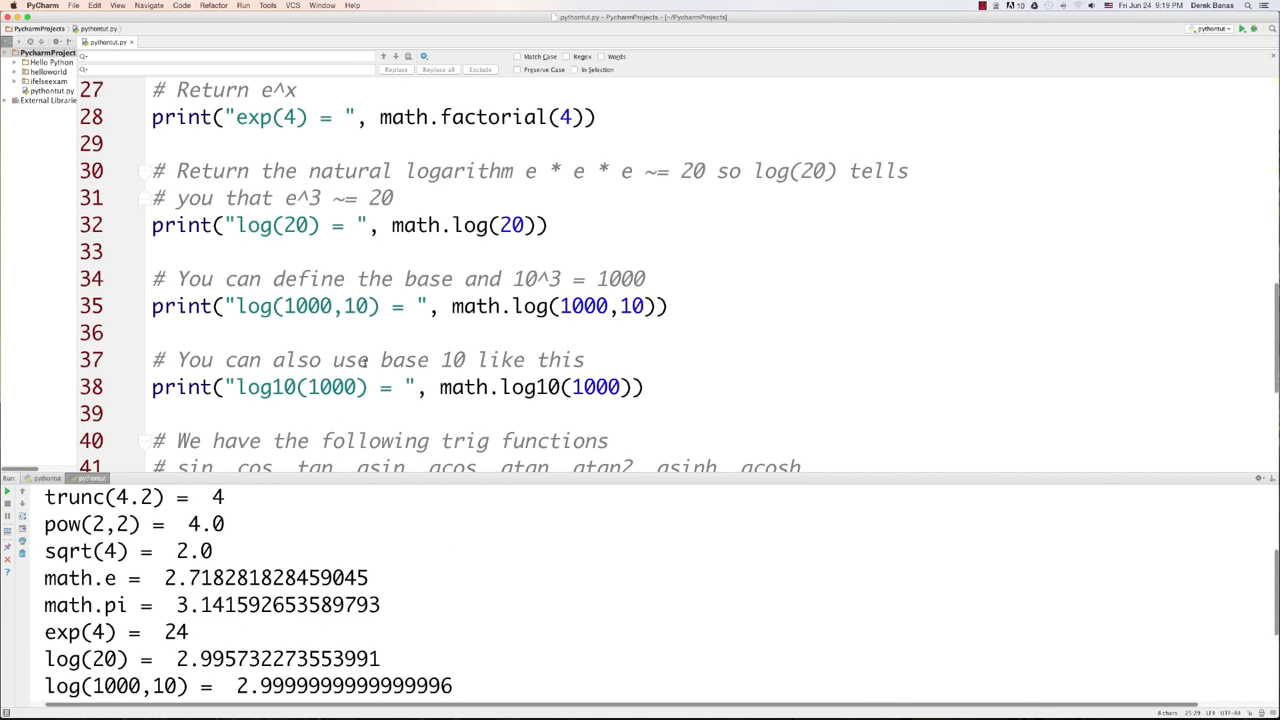 PyCharm File Edit View Navigate Code Refactor Run Tools VCS Window Help
Fri Jun 24 9:19 PM Derek Banas
pythontut.py - PycharmProjects - [~/PycharmProjects]
PycharmProjects pythontut.py
pythontut
pythontut.py
PycharmProject
Match Case Regex Words
Hello Python
Replace Replace all Exclude Preserve Case In Selection
helloworld
ifelseexam
pythontut.py
External Librarie
27 # Return e^x
28 print("exp(4) = ", math.factorial(4))
29
30 # Return the natural logarithm e * e * e ~= 20 so log(20) tells
31 # you that e^3 ~= 20
32 print("log(20) = ", math.log(20))
33
34 # You can define the base and 10^3 = 1000
35 print("log(1000,10) = ", math.log(1000,10))
36
37 # You can also use base 10 like this
38 print("log10(1000) = ", math.log10(1000))
39
40 # We have the following trig functions
41 # sin, cos, tan, asin, acos, atan, atan2, asinh, acosh,
Run: pythontut pythontut
trunc(4.2) =  4
pow(2,2) =  4.0
sqrt(4) =  2.0
math.e =  2.718281828459045
math.pi =  3.141592653589793
exp(4) =  24
log(20) =  2.995732273553991
log(1000,10) =  2.9999999999999996
6 chars 25:29 LF‡ UTF-8‡